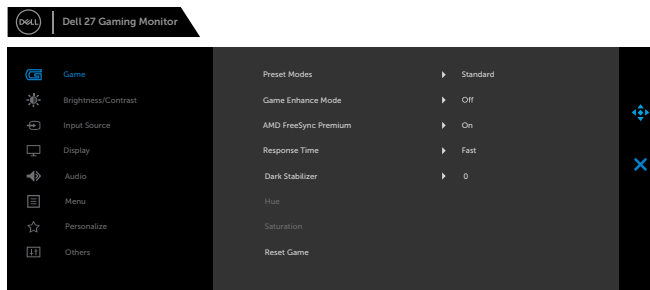 DELL
Dell 27 Gaming Monitor
Game
Preset Modes
Standard
Brightness/Contrast
Game Enhance Mode
Off
Input Source
AMD FreeSync Premium
On
Display
Response Time
Fast
Audio
Dark Stabilizer
0
Menu
Hue
Personalize
Saturation
Others
Reset Game